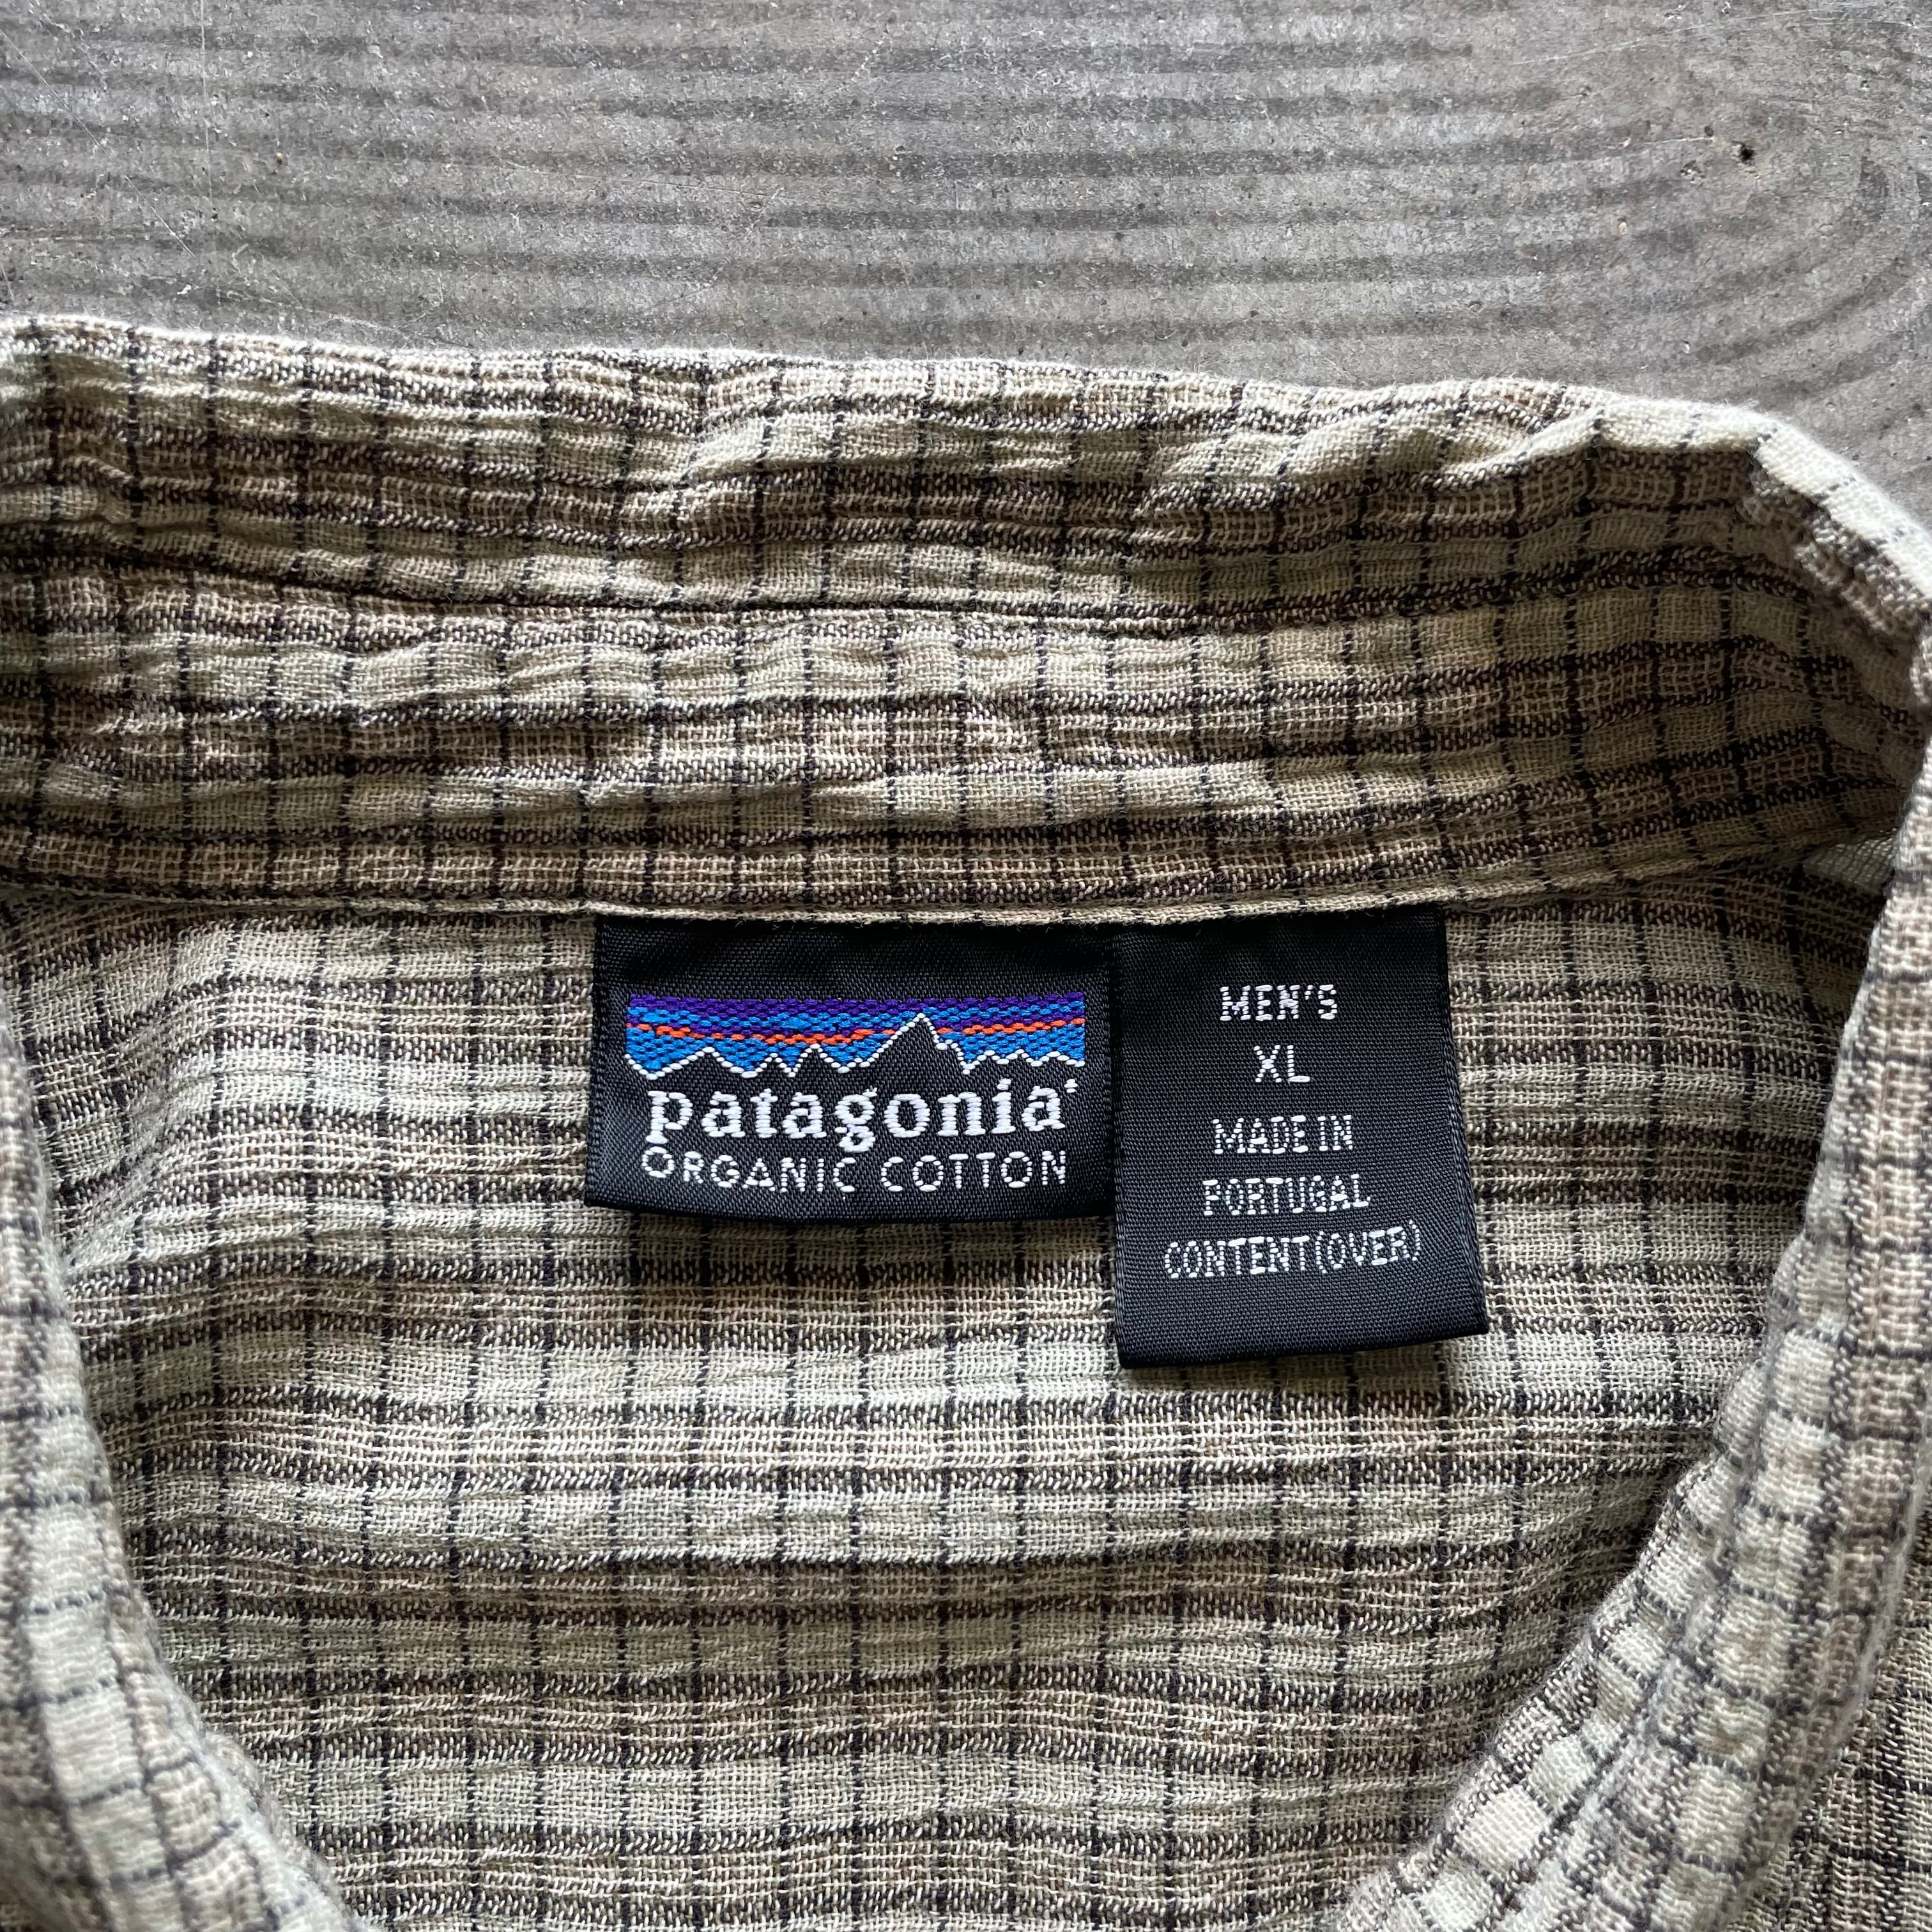 patagonia®
ORGANIC COTTON
MEN'S
XL
MADE IN
PORTUGAL
CONTENT(OVER)